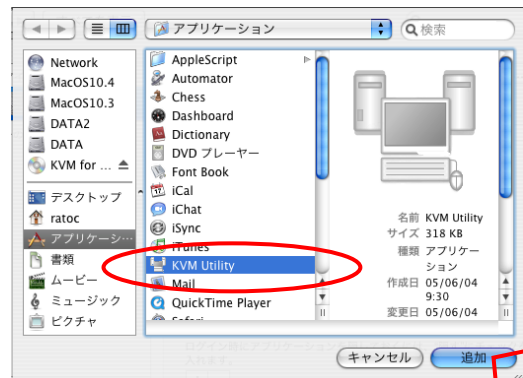 アプリケーション
検索
Network
MacOS10.4
MacOS10.3
DATA2
DATA
KVM for ...
デスクトップ
ratoc
アプリケーシ…
書類
ムービー
ミュージック
ピクチャ
AppleScript
Automator
Chess
Dashboard
Dictionary
DVD プレーヤー
Font Book
iCal
iChat
iSync
iTunes
KVM Utility
Mail
QuickTime Player
Safari
名前 KVM Utility
サイズ 318 KB
種類 アプリケー
ション
作成日 05/06/04
9:30
変更日 05/06/04
キャンセル
追加